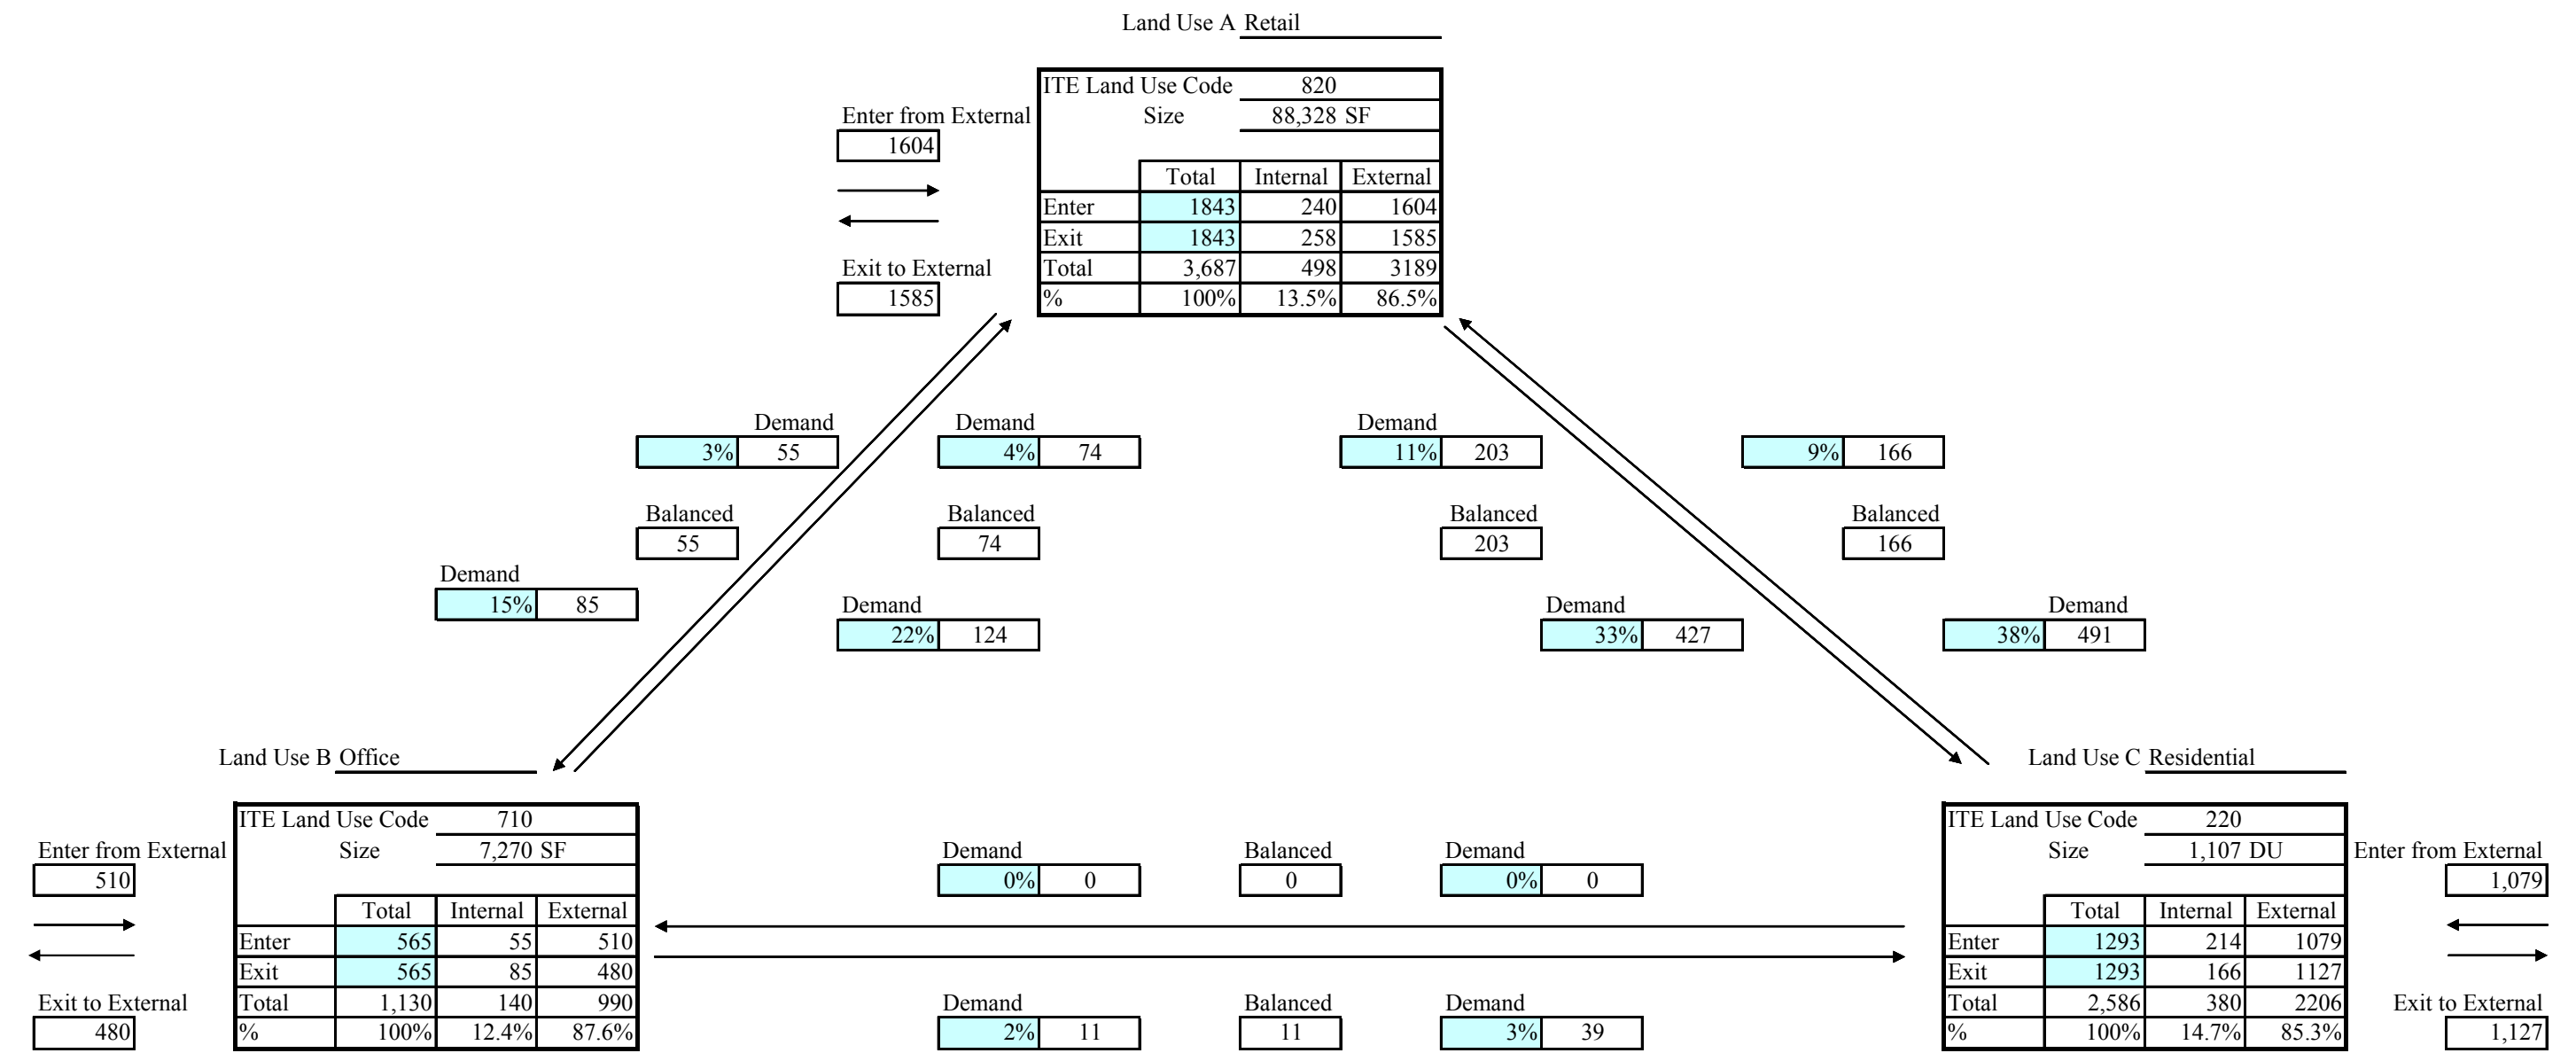 Land Use A Retail
ITE Land Use Code 820
Enter from External Size 88,328 SF
1604
Total Internal External
Enter 1843 240 1604
Exit 1843 258 1585
Exit to External Total 3,687 498 3189
1585 % 100% 13.5% 86.5%
Demand Demand Demand
3% 55 4% 74 11% 203 9% 166
Balanced Balanced Balanced Balanced
55 74 203 166
Demand
15% 85
Demand Demand Demand
22% 124 33% 427 38% 491
Land Use B Office Land Use C Residential
ITE Land Use Code 710 ITE Land Use Code 220
Enter from External Size 7,270 SF Demand Balanced Demand Size 1,107 DU Enter from External
510 0% 0 0 0% 0 1,079
Total Internal External Total Internal External
Enter 565 55 510 Enter 1293 214 1079
Exit 565 85 480 Exit 1293 166 1127
Exit to External Total 1,130 140 990 Demand Balanced Demand Total 2,586 380 2206 Exit to External
480 % 100% 12.4% 87.6% 2% 11 11 3% 39 % 100% 14.7% 85.3% 1,127